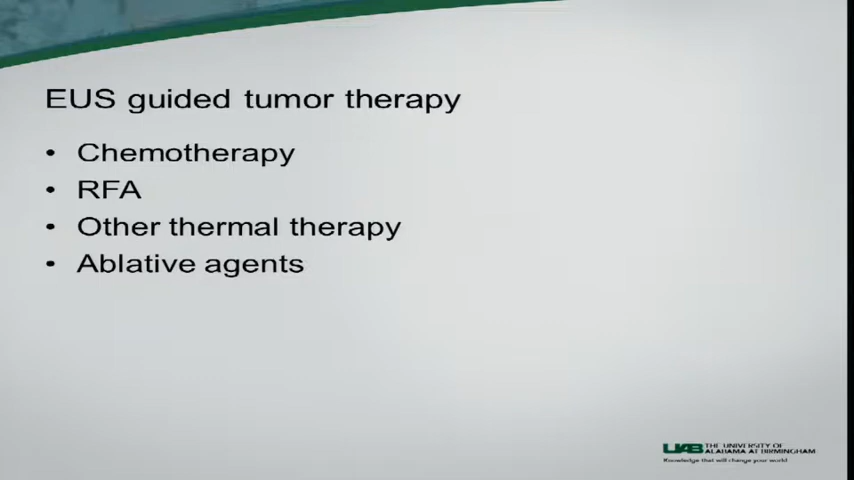 EUS guided tumor therapy
• Chemotherapy
• RFA
• Other thermal therapy
• Ablative agents
UAB THE UNIVERSITY OF
ALABAMA AT BIRMINGHAM
Knowledge that will change your world